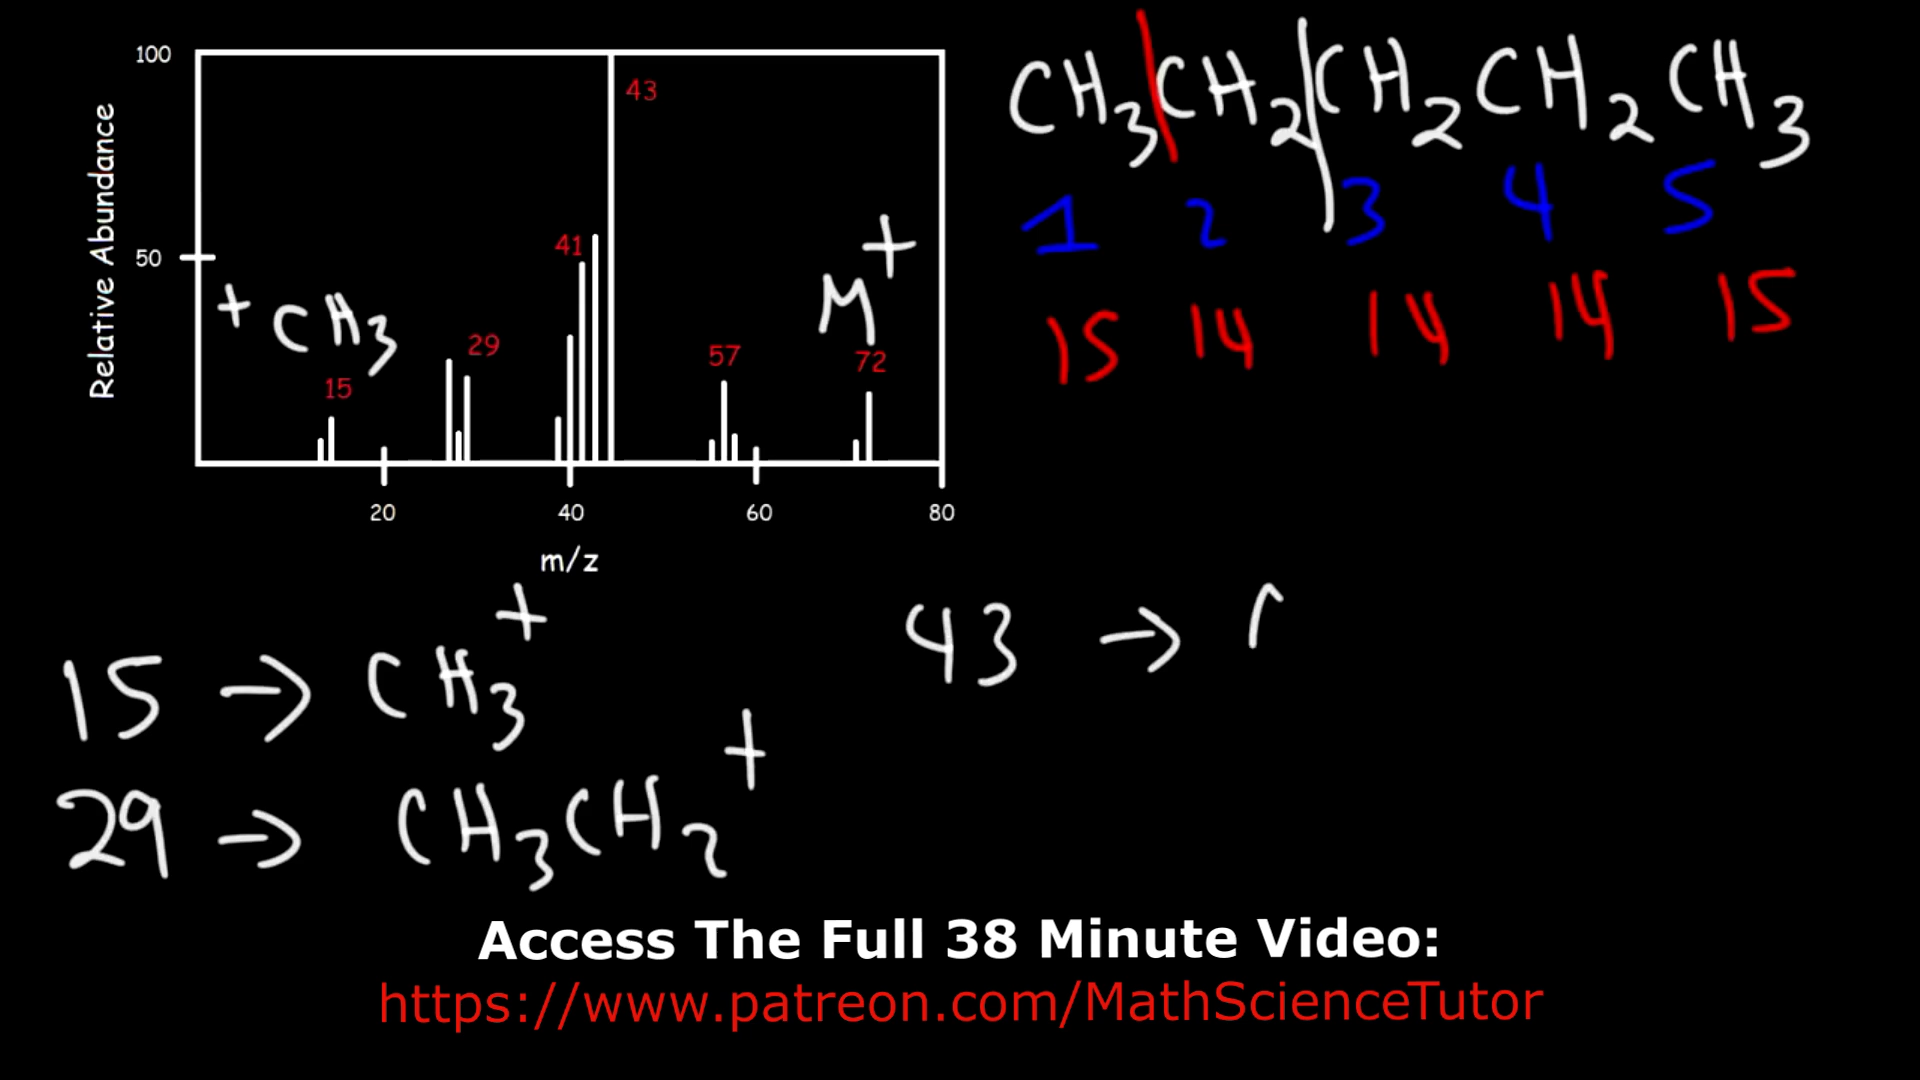 100
43
CH3CH2CH2CH2CH3
Relative Abundance
41
50
+CH3
M+
1 2 3 4 5
15 14 14 14 15
29
57
72
15
20 40 60 80
m/z
43 →
15 → CH3+
29 → CH3CH2+
Access The Full 38 Minute Video:
https://www.patreon.com/MathScienceTutor